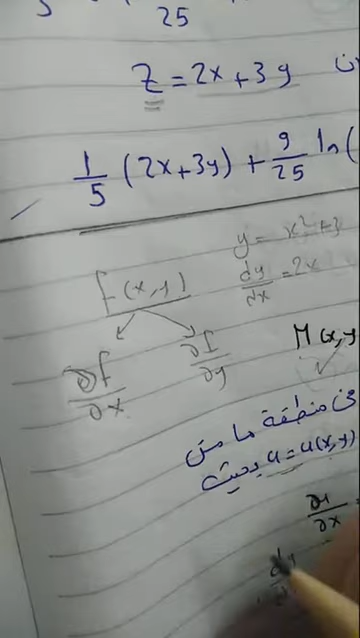 25
Z = 2x + 3y
1/5 (2x+3y) + 9/25 ln(
y = x² + 3
dy/dx = 2x
f(x,y)
∂f/∂x ∂f/∂y
M(x,y
فى منطقة ما من
بحيث u = u(x,y)
∂u/∂x =